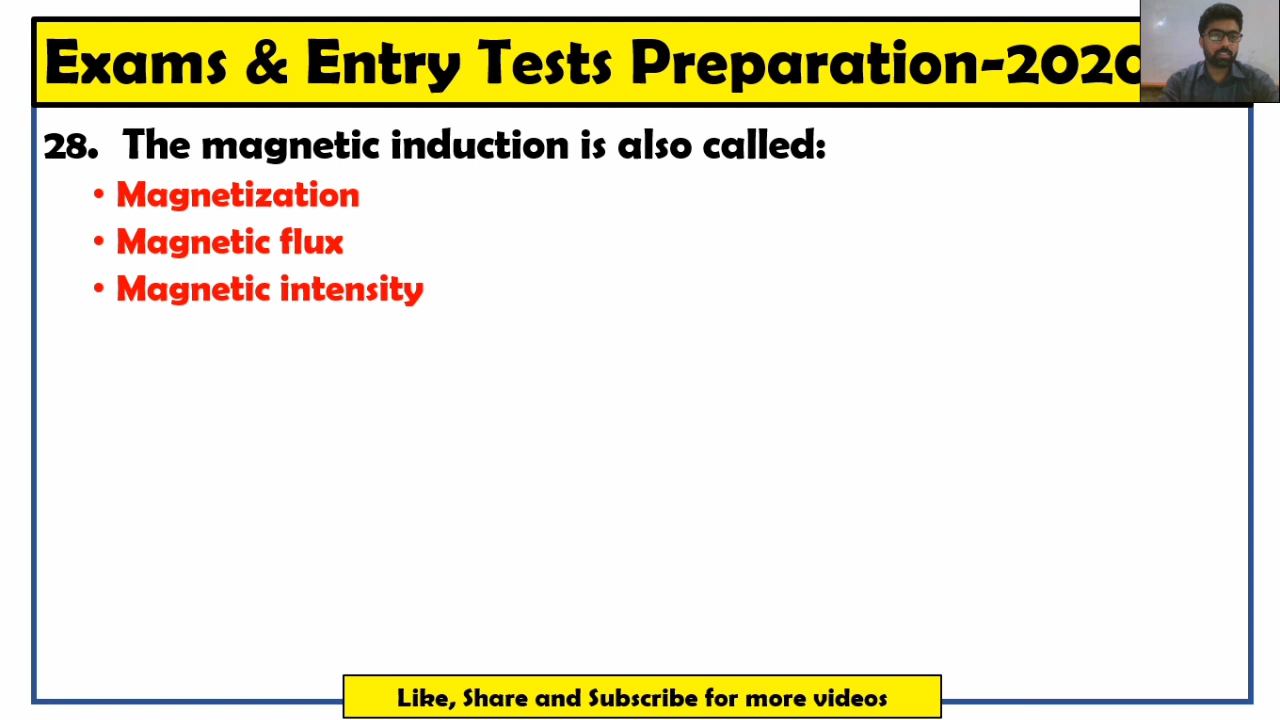 Exams & Entry Tests Preparation-2020
28. The magnetic induction is also called:
• Magnetization
• Magnetic flux
• Magnetic intensity
Like, Share and Subscribe for more videos